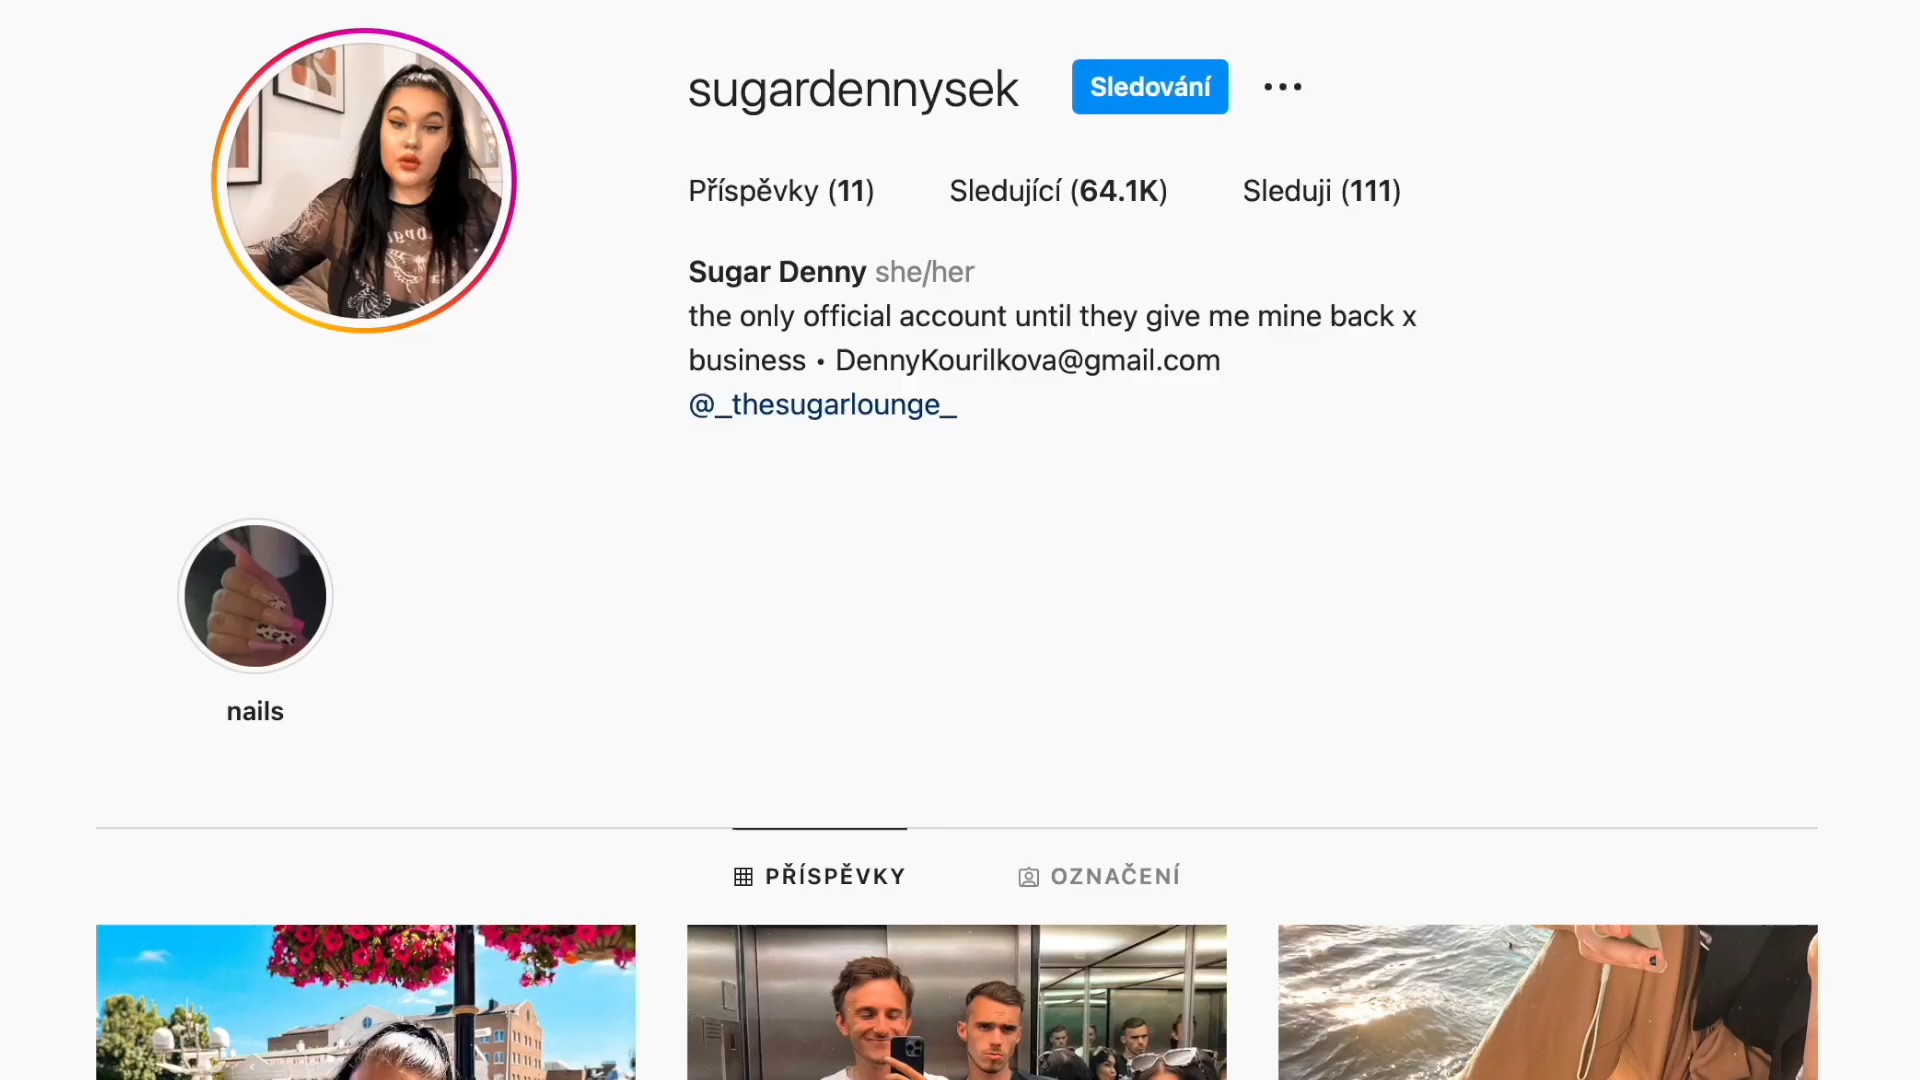 sugardennysek
Sledování
Příspěvky (11) Sledující (64.1K) Sleduji (111)
Sugar Denny she/her
the only official account until they give me mine back x
business • DennyKourilkova@gmail.com
@_thesugarlounge_
nails
PŘÍSPĚVKY OZNAČENÍ